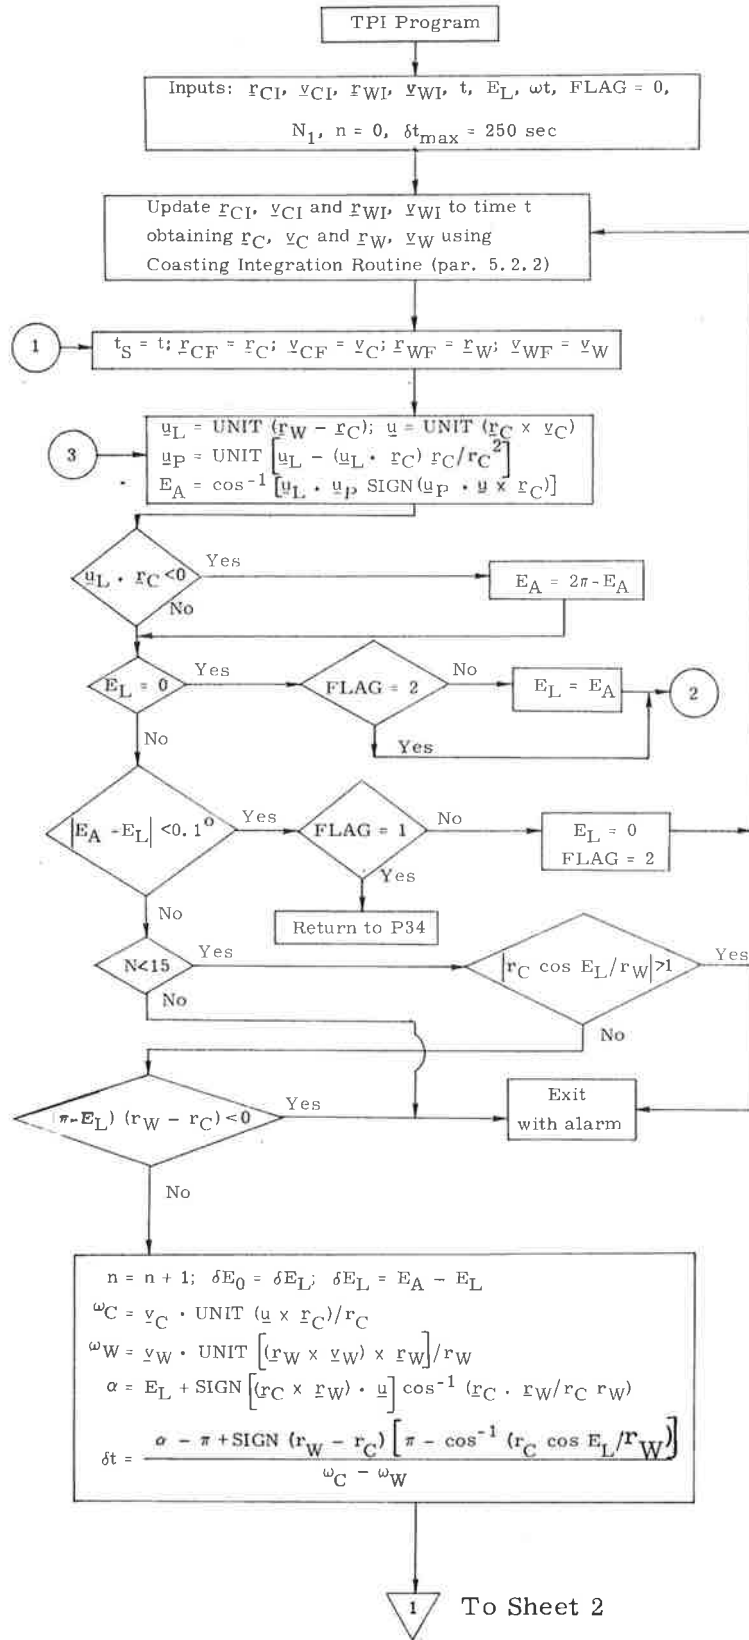 TPI Program
Inputs: r_CI, v_CI, r_WI, v_WI, t, E_L, ωt, FLAG = 0,
N_1, n = 0, δt_max = 250 sec
Update r_CI, v_CI and r_WI, v_WI to time t
obtaining r_C, v_C and r_W, v_W using
Coasting Integration Routine (par. 5.2.2)
1
t_S = t; r_CF = r_C; v_CF = v_C; r_WF = r_W; v_WF = v_W
3
u_L = UNIT (r_W − r_C); u = UNIT (r_C × v_C)
u_P = UNIT [u_L − (u_L · r_C) r_C/r_C²]
E_A = cos⁻¹ [u_L · u_P SIGN (u_P · u × r_C)]
u_L · r_C <0
Yes
E_A = 2π - E_A
No
E_L = 0
Yes
FLAG = 2
No
E_L = E_A
2
Yes
No
|E_A - E_L| <0.1°
Yes
FLAG = 1
No
E_L = 0
FLAG = 2
Yes
Return to P34
No
N<15
Yes
|r_C cos E_L/r_W|>1
Yes
No
No
(π-E_L) (r_W − r_C) <0
Yes
Exit
with alarm
No
n = n + 1; δE_0 = δE_L; δE_L = E_A − E_L
ω_C = v_C · UNIT (u × r_C)/r_C
ω_W = v_W · UNIT [(r_W × v_W) × r_W]/r_W
α = E_L + SIGN [(r_C × r_W) · u] cos⁻¹ (r_C · r_W/r_C r_W)
δt = α − π + SIGN (r_W − r_C) [π − cos⁻¹ (r_C cos E_L/r_W)]
ω_C − ω_W
1 To Sheet 2